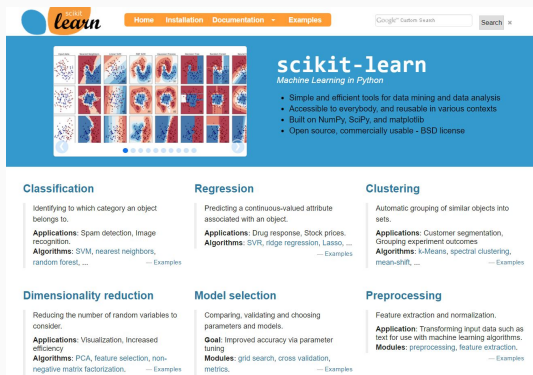 scikit
learn
Home Installation Documentation Examples
Google™ Custom Search
Search ×
scikit-learn
Machine Learning in Python
• Simple and efficient tools for data mining and data analysis
• Accessible to everybody, and reusable in various contexts
• Built on NumPy, SciPy, and matplotlib
• Open source, commercially usable - BSD license
Classification
Identifying to which category an object
belongs to.
Applications: Spam detection, Image
recognition.
Algorithms: SVM, nearest neighbors,
random forest, ...
— Examples
Regression
Predicting a continuous-valued attribute
associated with an object.
Applications: Drug response, Stock prices.
Algorithms: SVR, ridge regression, Lasso, ...
— Examples
Clustering
Automatic grouping of similar objects into
sets.
Applications: Customer segmentation,
Grouping experiment outcomes
Algorithms: k-Means, spectral clustering,
mean-shift, ...
— Examples
Dimensionality reduction
Reducing the number of random variables to
consider.
Applications: Visualization, Increased
efficiency
Algorithms: PCA, feature selection, non-
negative matrix factorization.
— Examples
Model selection
Comparing, validating and choosing
parameters and models.
Goal: Improved accuracy via parameter
tuning
Modules: grid search, cross validation,
metrics.
— Examples
Preprocessing
Feature extraction and normalization.
Application: Transforming input data such as
text for use with machine learning algorithms.
Modules: preprocessing, feature extraction.
— Examples